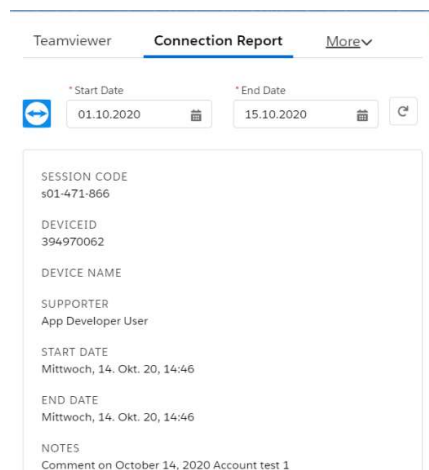 Teamviewer Connection Report More
*Start Date *End Date
01.10.2020 15.10.2020
SESSION CODE
s01-471-866
DEVICEID
394970062
DEVICE NAME
SUPPORTER
App Developer User
START DATE
Mittwoch, 14. Okt. 20, 14:46
END DATE
Mittwoch, 14. Okt. 20, 14:46
NOTES
Comment on October 14, 2020 Account test 1